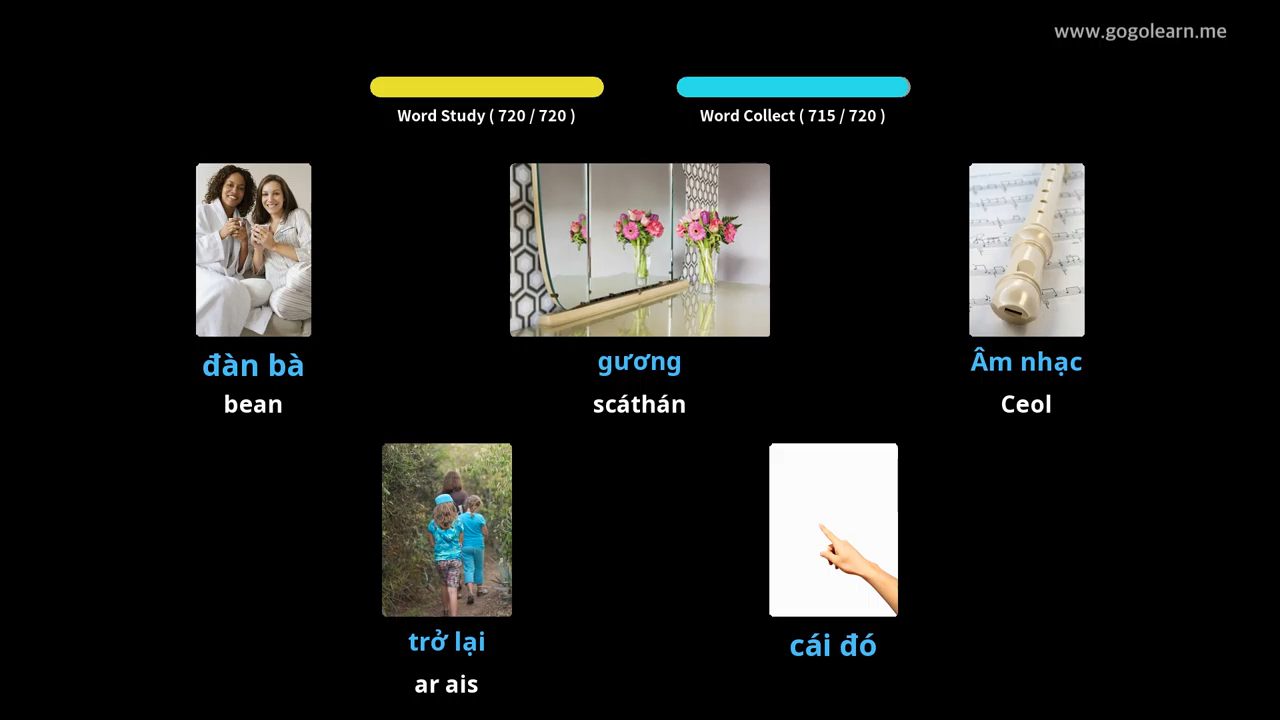 www.gogolearn.me
Word Study ( 720 / 720 )
Word Collect ( 715 / 720 )
đàn bà
bean
gương
scáthán
Âm nhạc
Ceol
trở lại
ar ais
cái đó